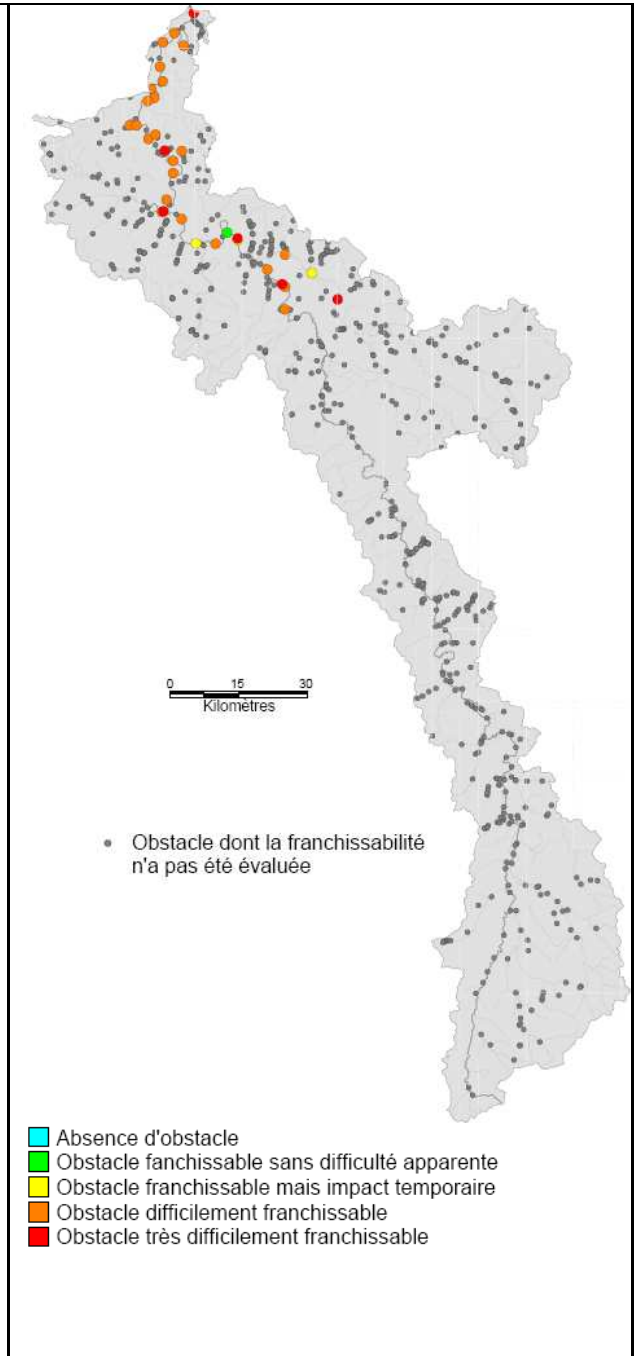 0 15 30
Kilomètres
Obstacle dont la franchissabilité
n'a pas été évaluée
Absence d'obstacle
Obstacle fanchissable sans difficulté apparente
Obstacle franchissable mais impact temporaire
Obstacle difficilement franchissable
Obstacle très difficilement franchissable